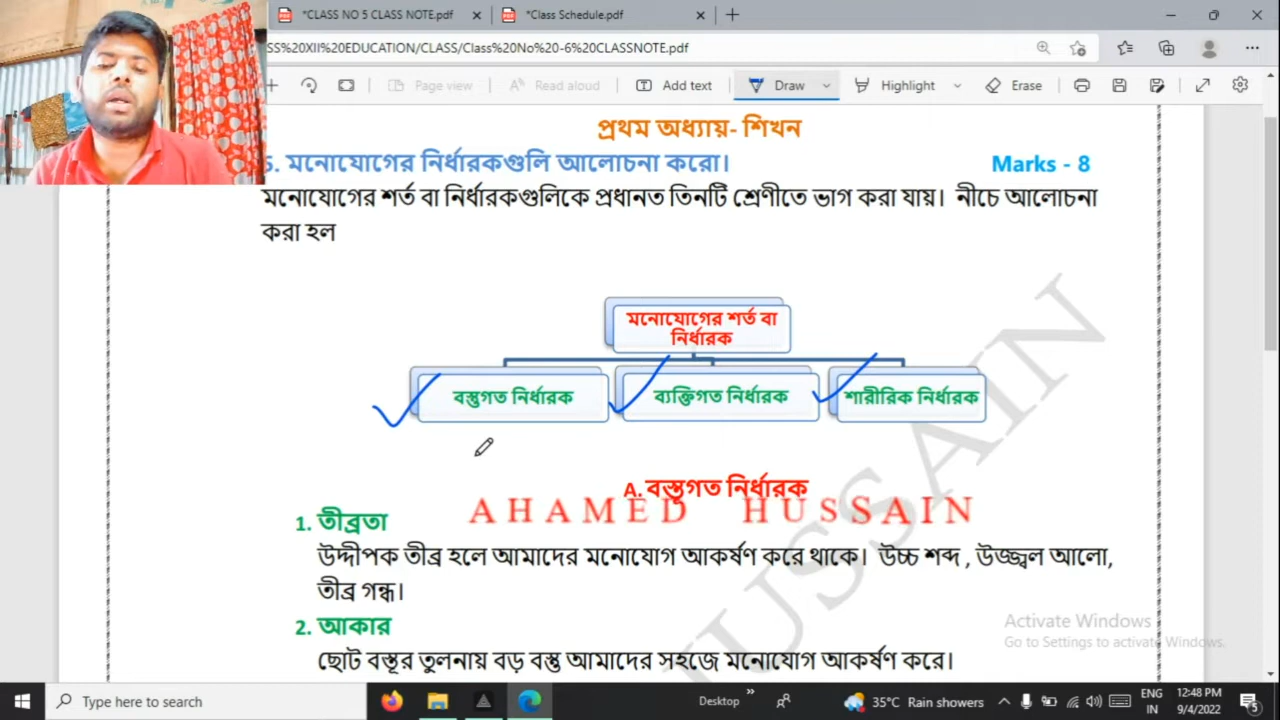 *CLASS NO 5 CLASS NOTE.pdf
*Class Schedule.pdf
SS%20XII%20EDUCATION/CLASS/Class%20No%20-6%20CLASSNOTE.pdf
Page view
Read aloud
Add text
Draw
Highlight
Erase
প্রথম অধ্যায়- শিখন
মনোযোগের নির্ধারকগুলি আলোচনা করো।
Marks - 8
মনোযোগের শর্ত বা নির্ধারকগুলিকে প্রধানত তিনটি শ্রেণীতে ভাগ করা যায়। নীচে আলোচনা
করা হল
মনোযোগের শর্ত বা
নির্ধারক
বস্তুগত নির্ধারক
ব্যক্তিগত নির্ধারক
শারীরিক নির্ধারক
A. বস্তুগত নির্ধারক
AHAMED HUSSAIN
1. তীব্রতা
উদ্দীপক তীব্র হলে আমাদের মনোযোগ আকর্ষণ করে থাকে। উচ্চ শব্দ , উজ্জ্বল আলো,
তীব্র গন্ধ।
2. আকার
ছোট বস্তুর তুলনায় বড় বস্তু আমাদের সহজে মনোযোগ আকর্ষণ করে।
HUSSAIN
Activate Windows
Go to Settings to activate Windows.
Type here to search
Desktop
35°C Rain showers
ENG
IN
12:48 PM
9/4/2022
5